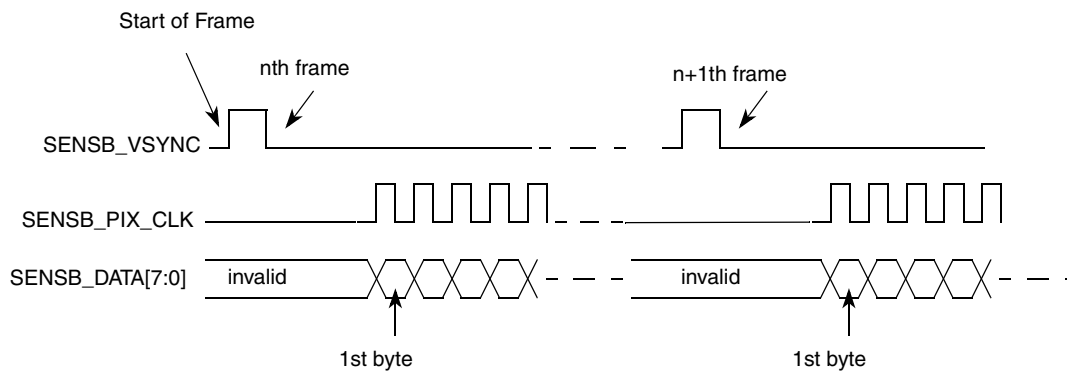 Start of Frame
nth frame
n+1th frame
SENSB_VSYNC
SENSB_PIX_CLK
SENSB_DATA[7:0]
invalid
invalid
1st byte
1st byte